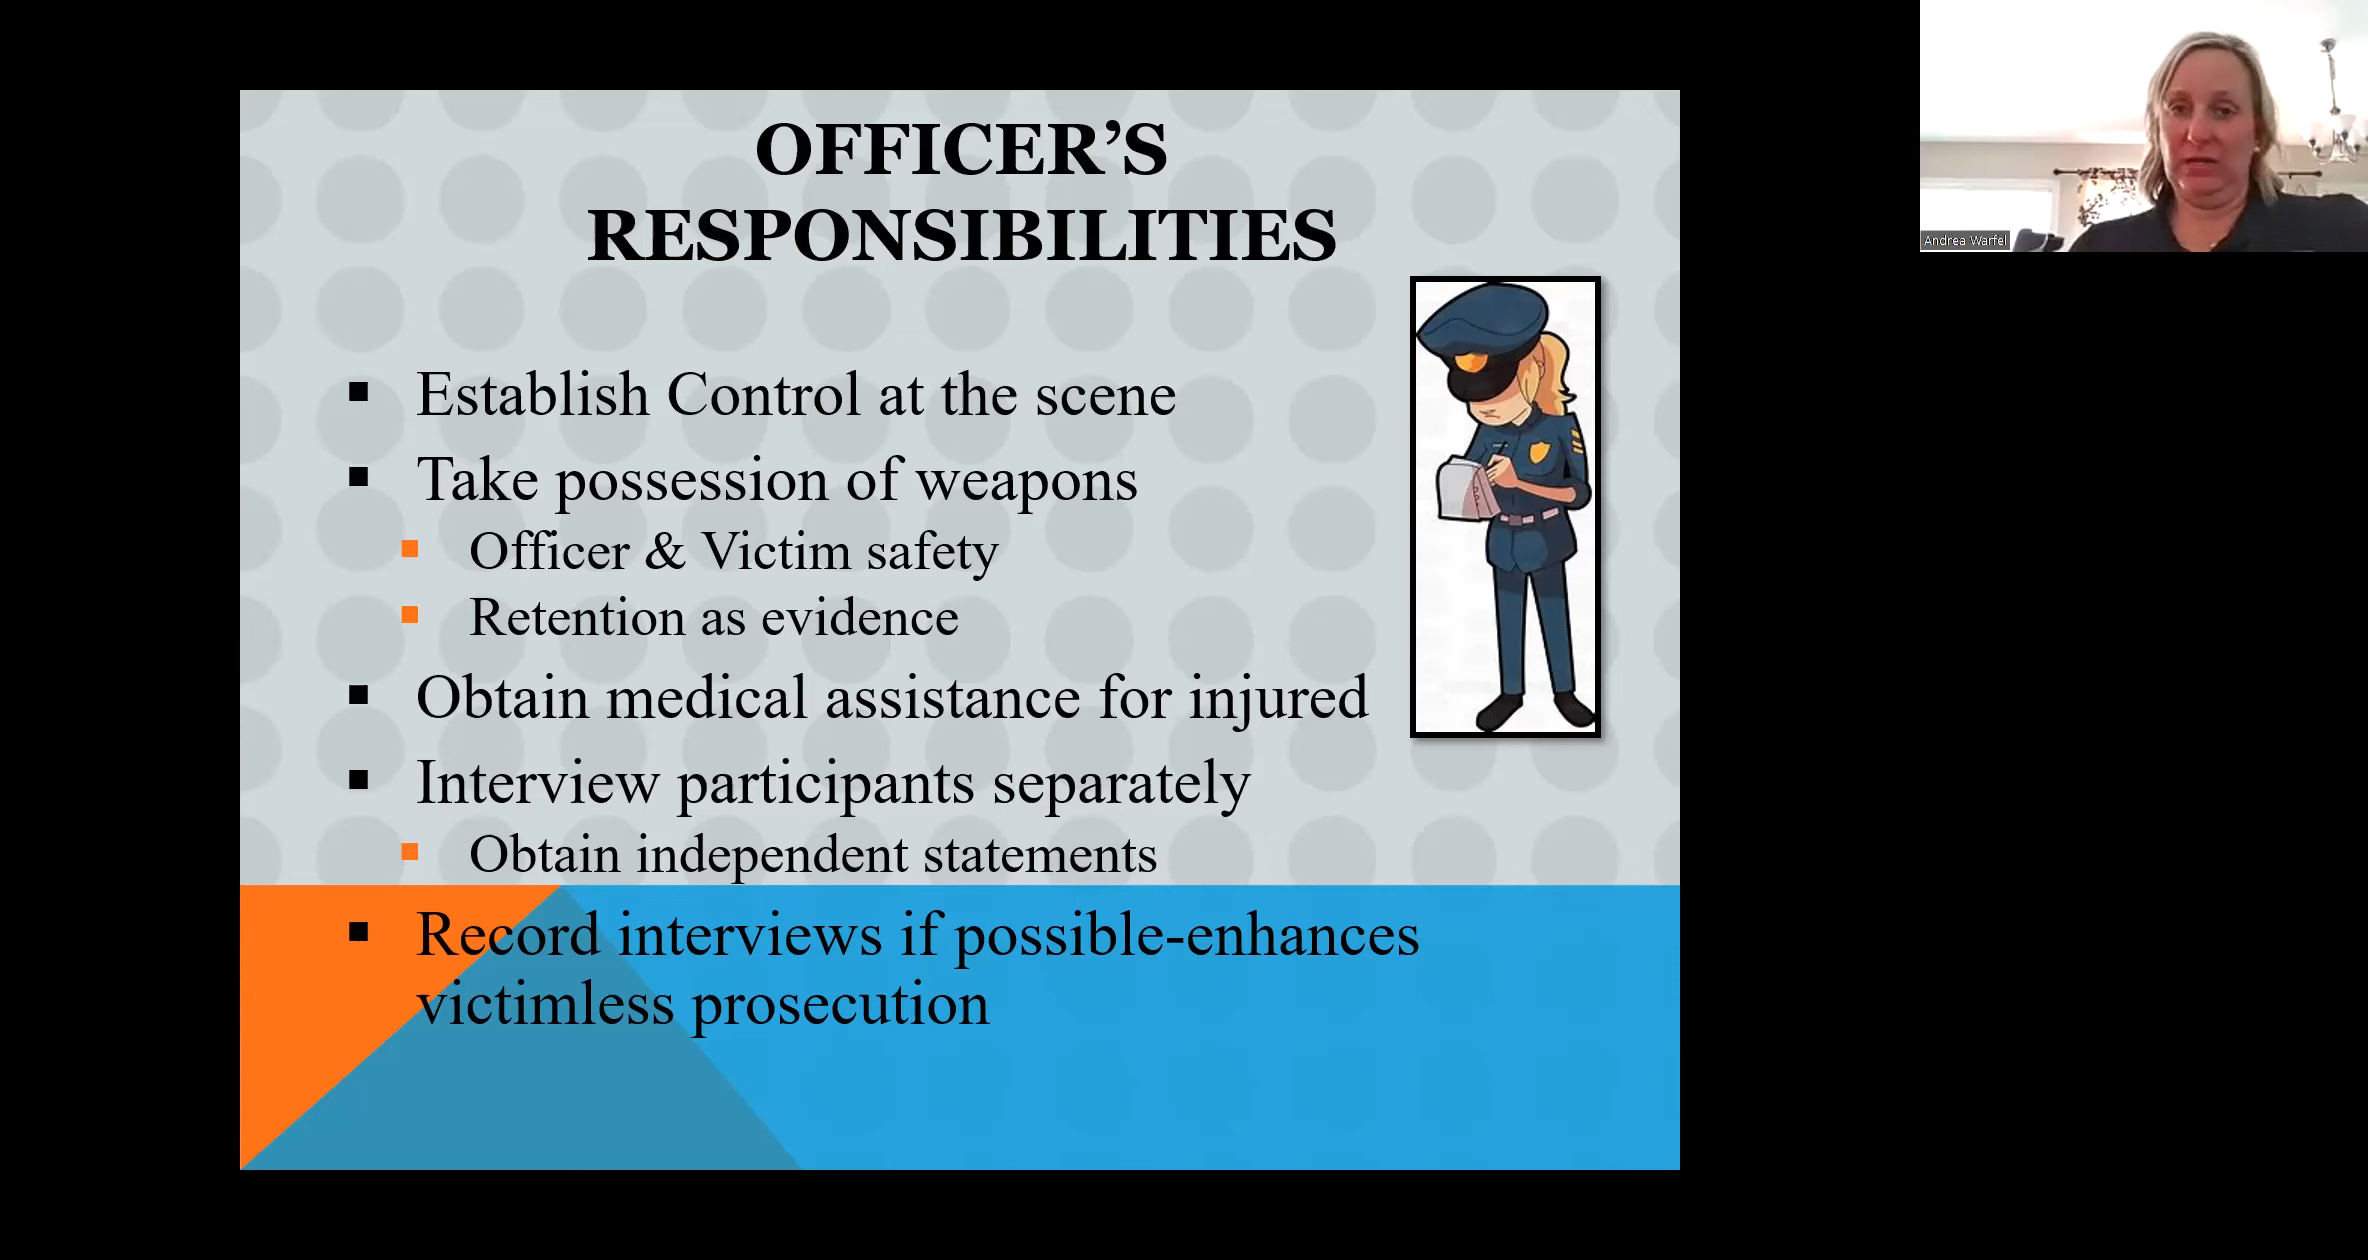 OFFICER’S
RESPONSIBILITIES
▪ Establish Control at the scene
▪ Take possession of weapons
▪ Officer & Victim safety
▪ Retention as evidence
▪ Obtain medical assistance for injured
▪ Interview participants separately
▪ Obtain independent statements
▪ Record interviews if possible-enhances
victimless prosecution
Andrea Warfel